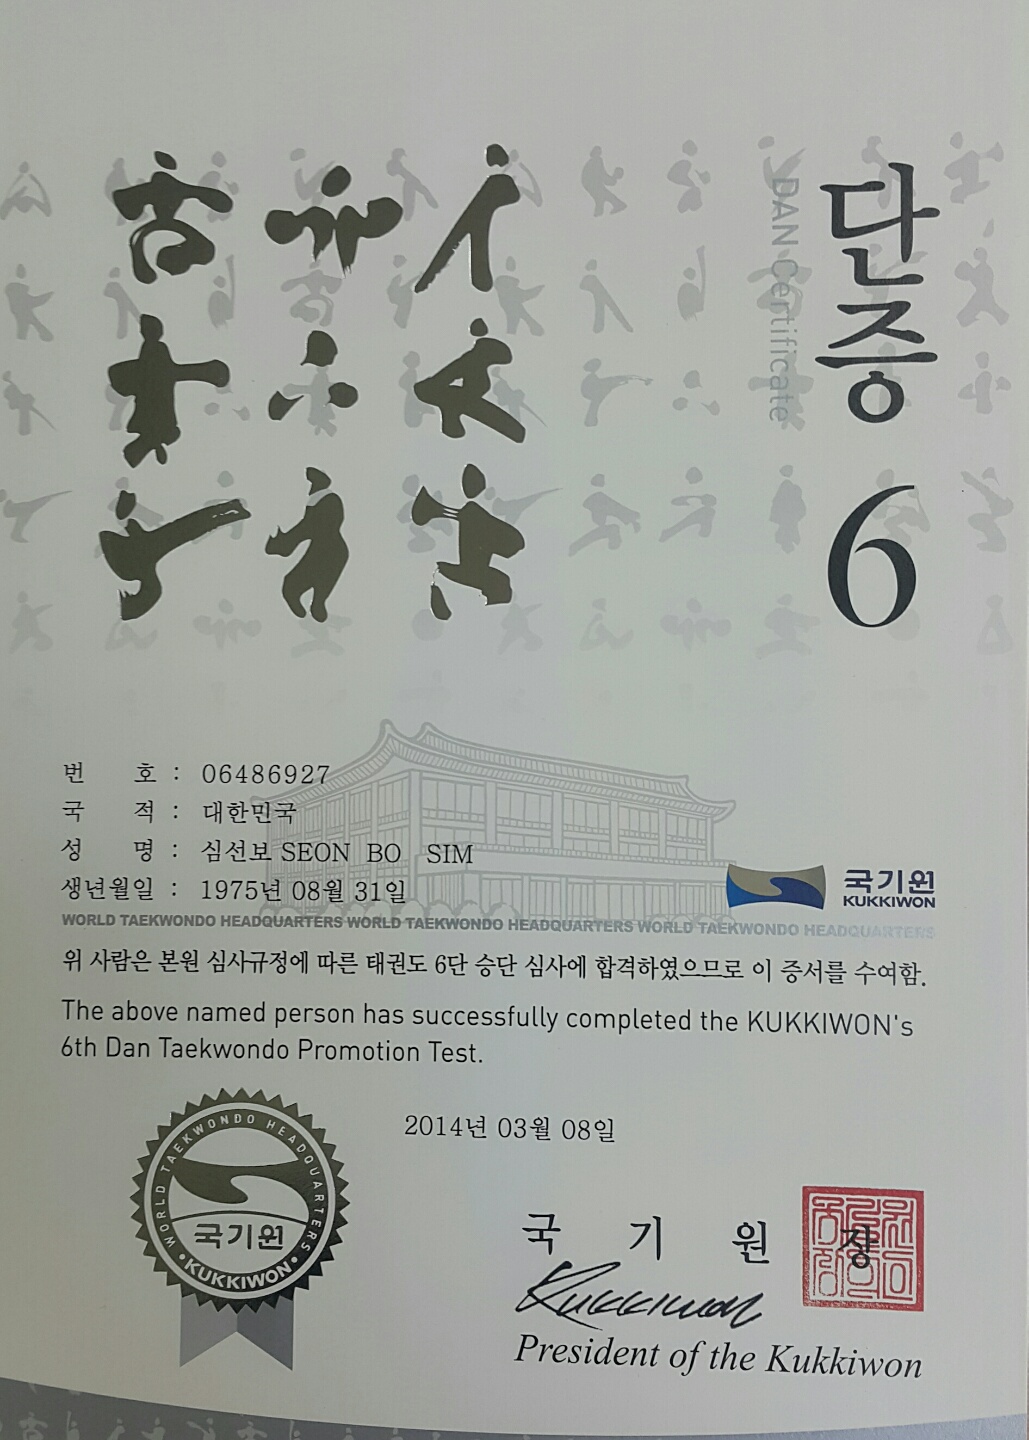 단증
DAN Certificate
6
번 호 : 06486927
국 적 : 대한민국
성 명 : 심선보 SEON BO SIM
생년월일 : 1975년 08월 31일
국기원
KUKKIWON
WORLD TAEKWONDO HEADQUARTERS WORLD TAEKWONDO HEADQUARTERS WORLD TAEKWONDO HEADQUARTERS
위 사람은 본원 심사규정에 따른 태권도 6단 승단 심사에 합격하였으므로 이 증서를 수여함.
The above named person has successfully completed the KUKKIWON's
6th Dan Taekwondo Promotion Test.
2014년 03월 08일
WORLD TAEKWONDO HEADQUARTERS
국기원
KUKKIWON
국 기 원 장
Kukkiwon
President of the Kukkiwon